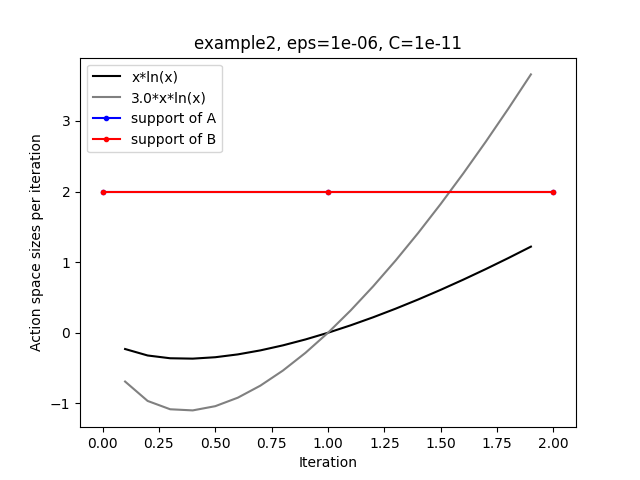 example2, eps=1e-06, C=1e-11
x*ln(x)
3.0*x*ln(x)
support of A
support of B
Action space sizes per iteration
3
2
1
0
−1
0.00 0.25 0.50 0.75 1.00 1.25 1.50 1.75 2.00
Iteration